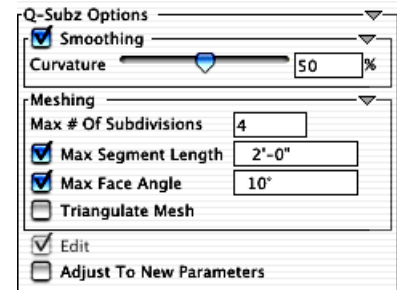 Q-Subz Options
Smoothing
Curvature 50 %
Meshing
Max # Of Subdivisions 4
Max Segment Length 2'-0"
Max Face Angle 10°
Triangulate Mesh
Edit
Adjust To New Parameters